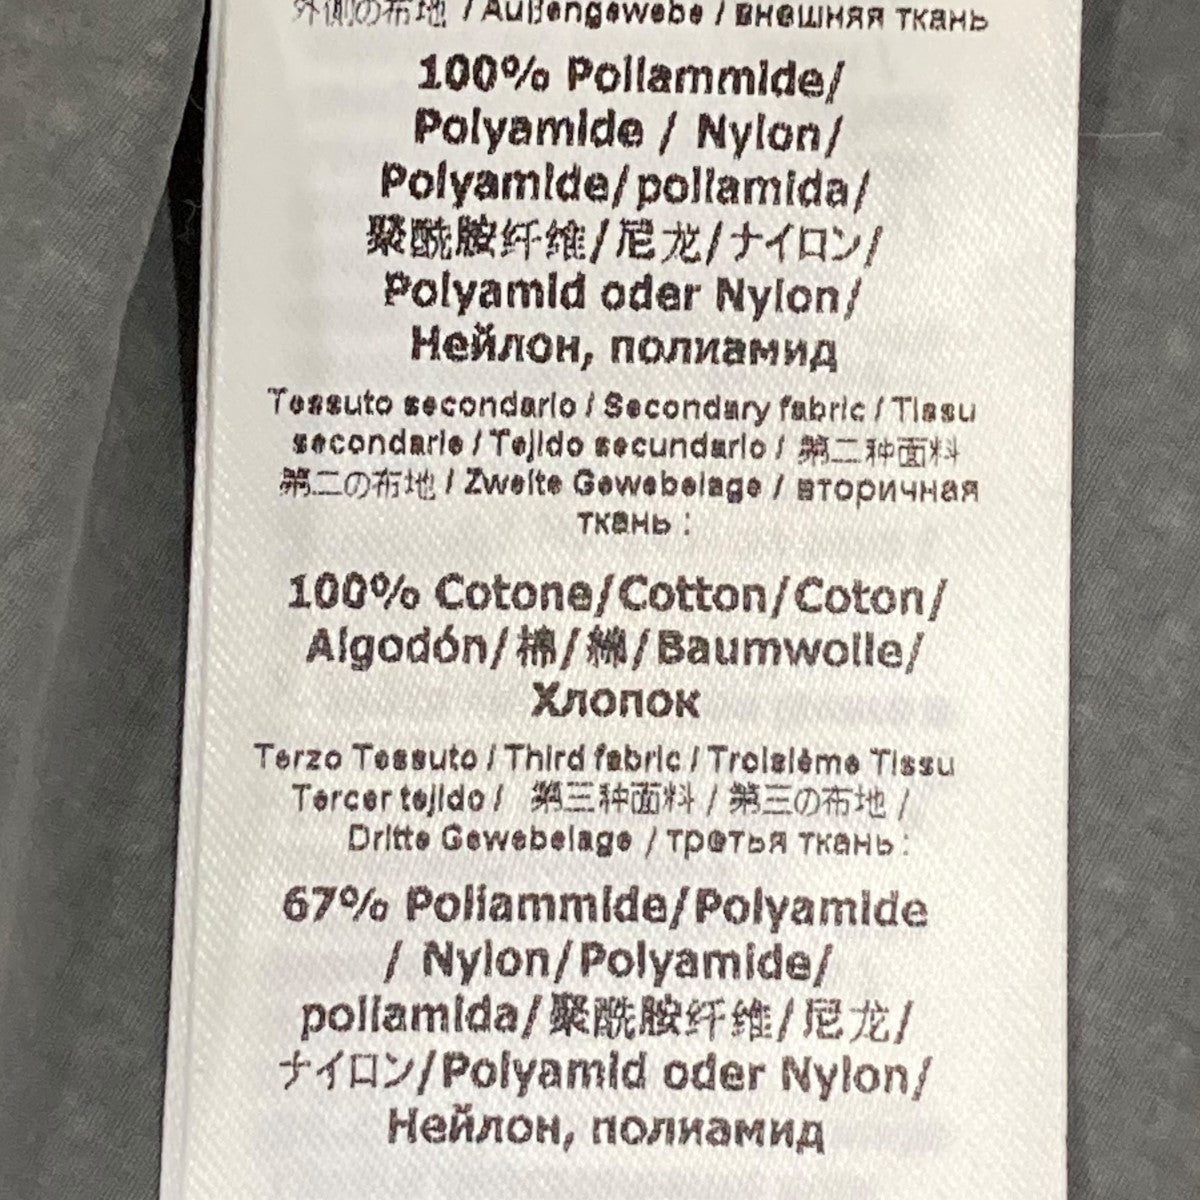 外側の布地 / Außengewebe / внешняя ткань
100% Poliammide/
Polyamide / Nylon/
Polyamide/poliamida/
聚酰胺纤维/尼龙/ナイロン/
Polyamid oder Nylon/
Нейлон, полиамид
Tessuto secondario / Secondary fabric / Tissu
secondarie / Tejido secundario / 第二种面料
第二の布地 / Zweite Gewebelage / вторичная
ткань :
100% Cotone/Cotton/Coton/
Algodón/棉/綿/Baumwolle/
Хлопок
Terzo Tessuto / Third fabric / Troisième Tissu
Tercer tejido / 第三种面料 / 第三の布地 /
Dritte Gewebelage / третья ткань :
67% Poliammide/Polyamide
/ Nylon/Polyamide/
poliamida/聚酰胺纤维/尼龙/
ナイロン/Polyamid oder Nylon/
Нейлон, полиамид